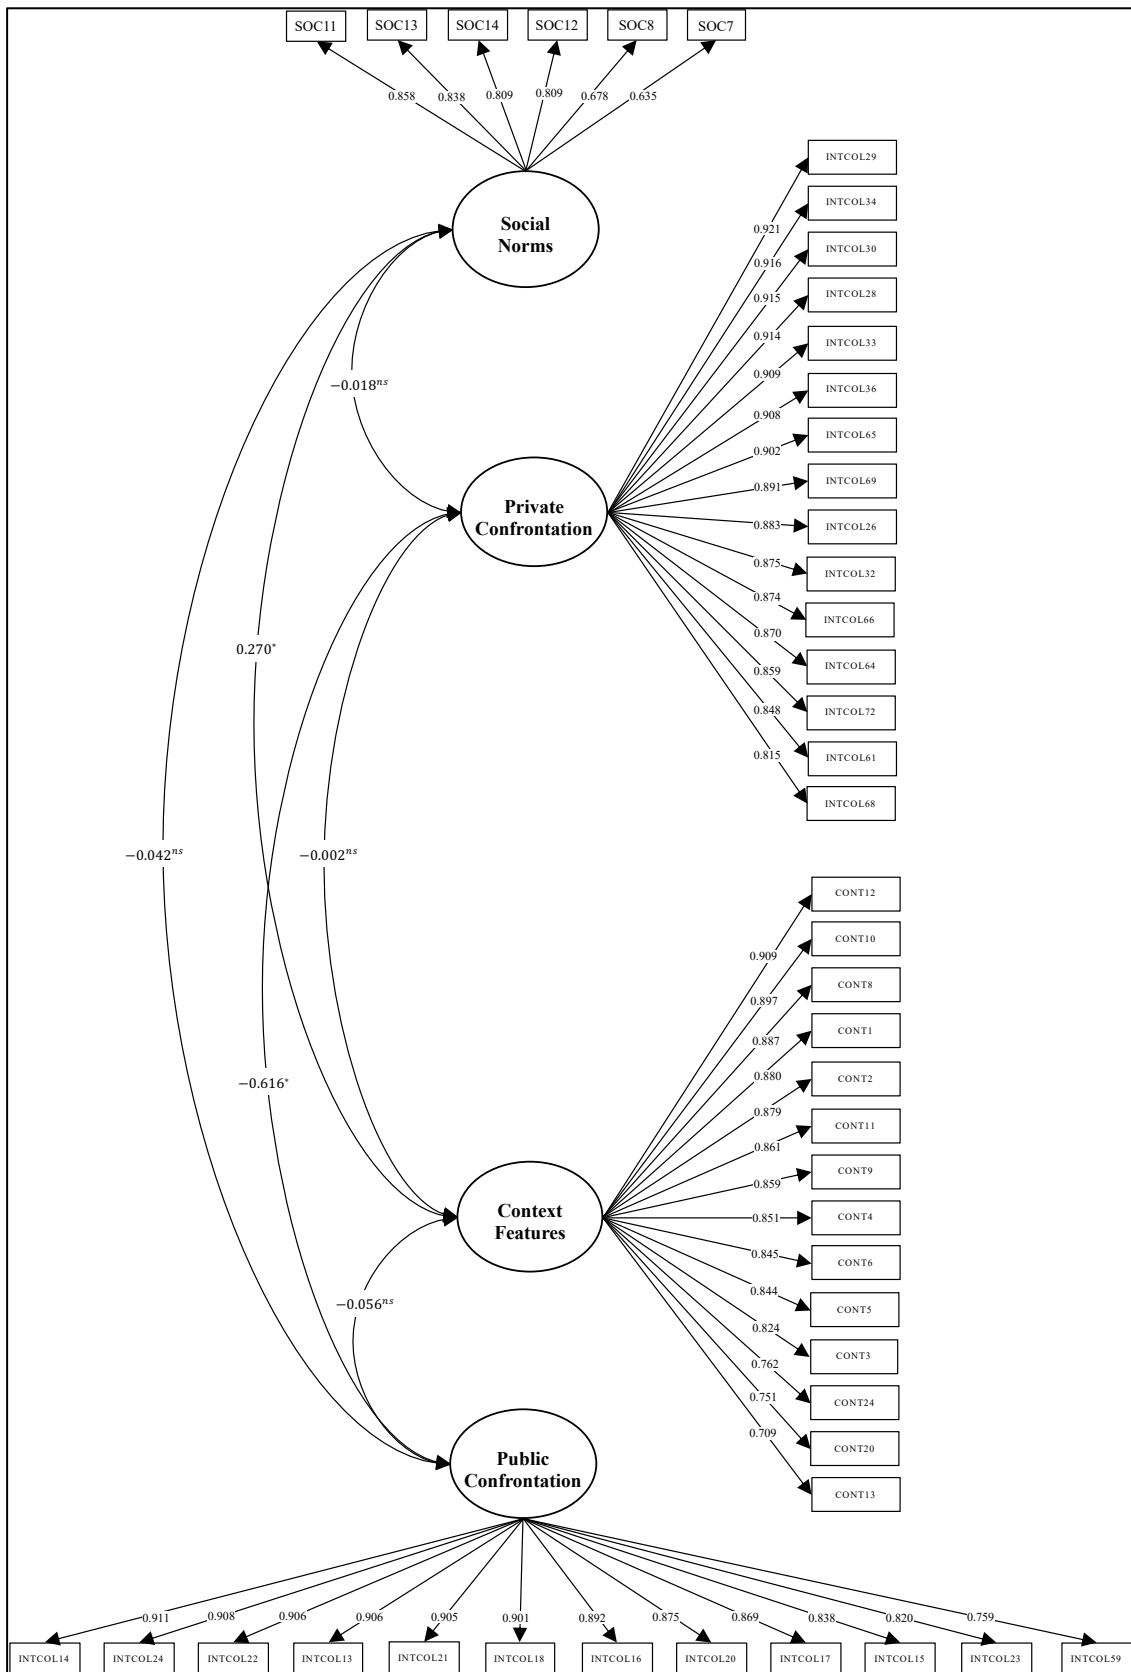 SOC11 SOC13 SOC14 SOC12 SOC8 SOC7
0.858 0.838 0.809 0.809 0.678 0.635
Social
Norms
INTCOL29
INTCOL34
INTCOL30
INTCOL28
INTCOL33
INTCOL36
INTCOL65
INTCOL69
INTCOL26
INTCOL32
INTCOL66
INTCOL64
INTCOL72
INTCOL61
INTCOL68
0.921
0.916
0.915
0.914
0.909
0.908
0.902
0.891
0.883
0.875
0.874
0.870
0.859
0.848
0.815
−0.018ns
Private
Confrontation
0.270*
−0.042ns
−0.002ns
−0.616*
CONT12
CONT10
CONT8
CONT1
CONT2
CONT11
CONT9
CONT4
CONT6
CONT5
CONT3
CONT24
CONT20
CONT13
0.909
0.897
0.887
0.880
0.879
0.861
0.859
0.851
0.845
0.844
0.824
0.762
0.751
0.709
Context
Features
−0.056ns
Public
Confrontation
0.911 0.908 0.906 0.906 0.905 0.901 0.892 0.875 0.869 0.838 0.820 0.759
INTCOL14 INTCOL24 INTCOL22 INTCOL13 INTCOL21 INTCOL18 INTCOL16 INTCOL20 INTCOL17 INTCOL15 INTCOL23 INTCOL59